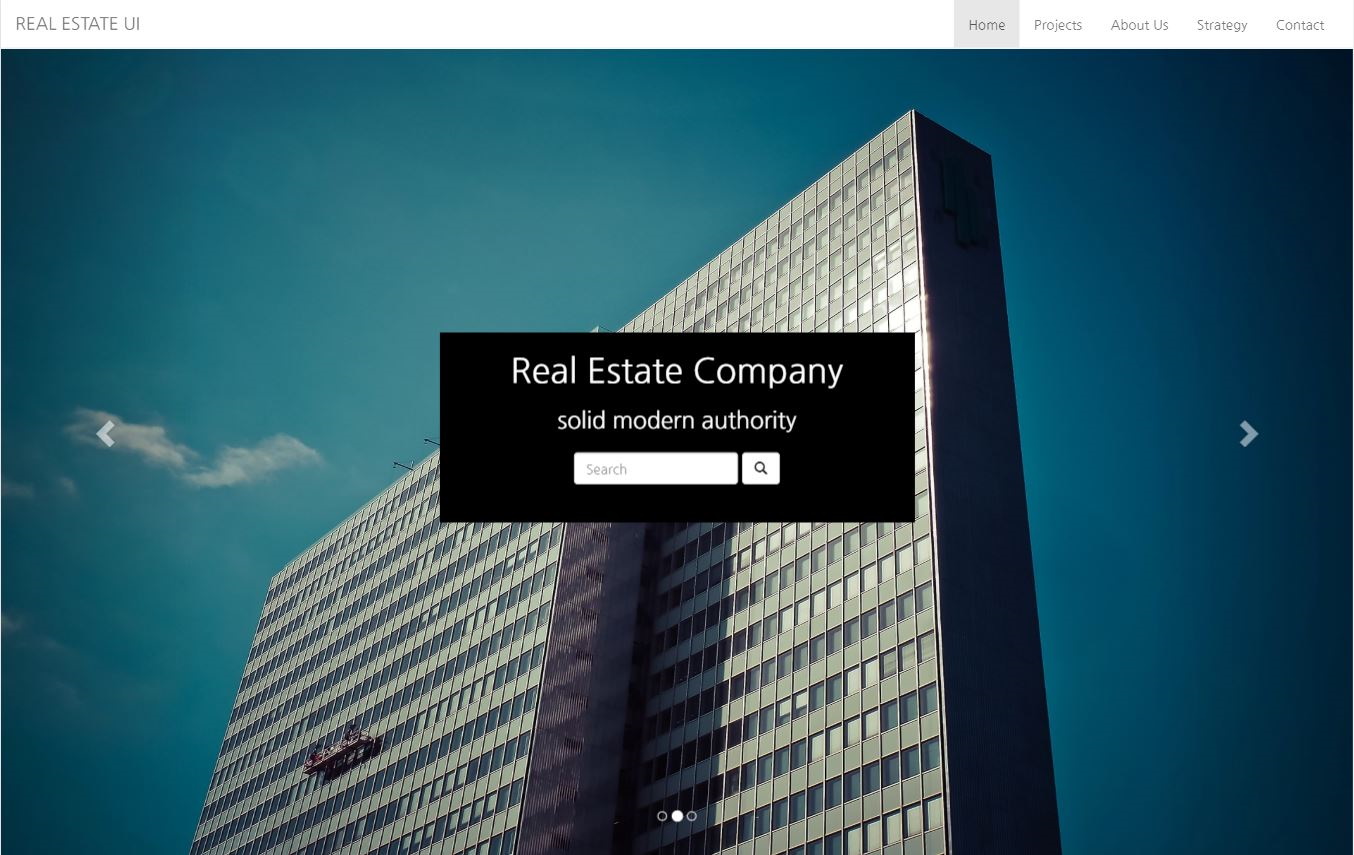 REAL ESTATE UI
Home
Projects
About Us
Strategy
Contact
Real Estate Company
solid modern authority
Search